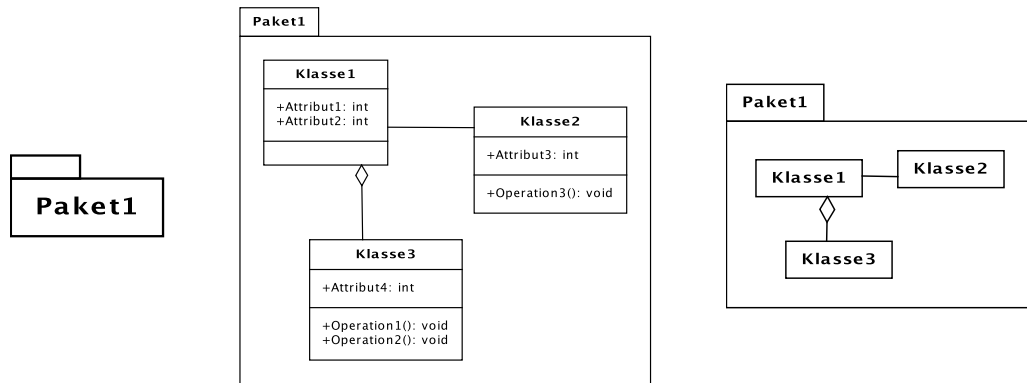 Paket1
Paket1
Klasse1
+Attribut1: int
+Attribut2: int
Klasse2
+Attribut3: int
+Operation3(): void
Klasse3
+Attribut4: int
+Operation1(): void
+Operation2(): void
Paket1
Klasse1
Klasse2
Klasse3